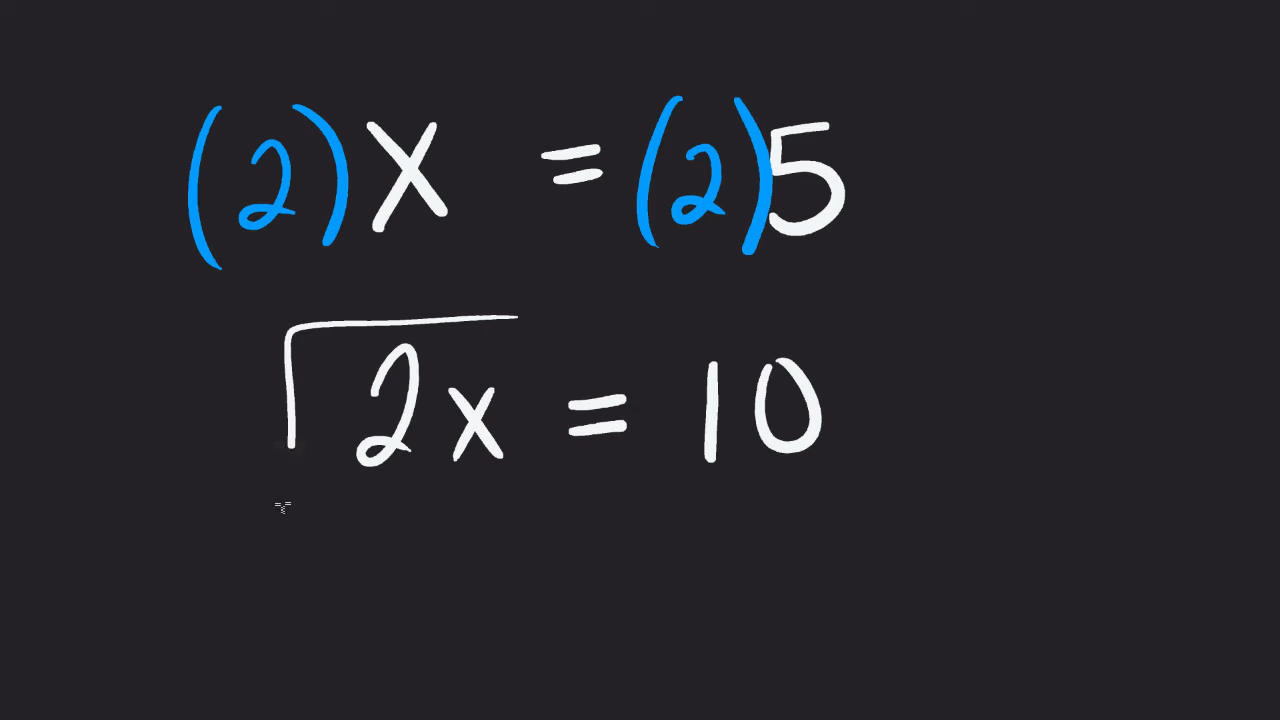 (2)x = (2)5
2x = 10